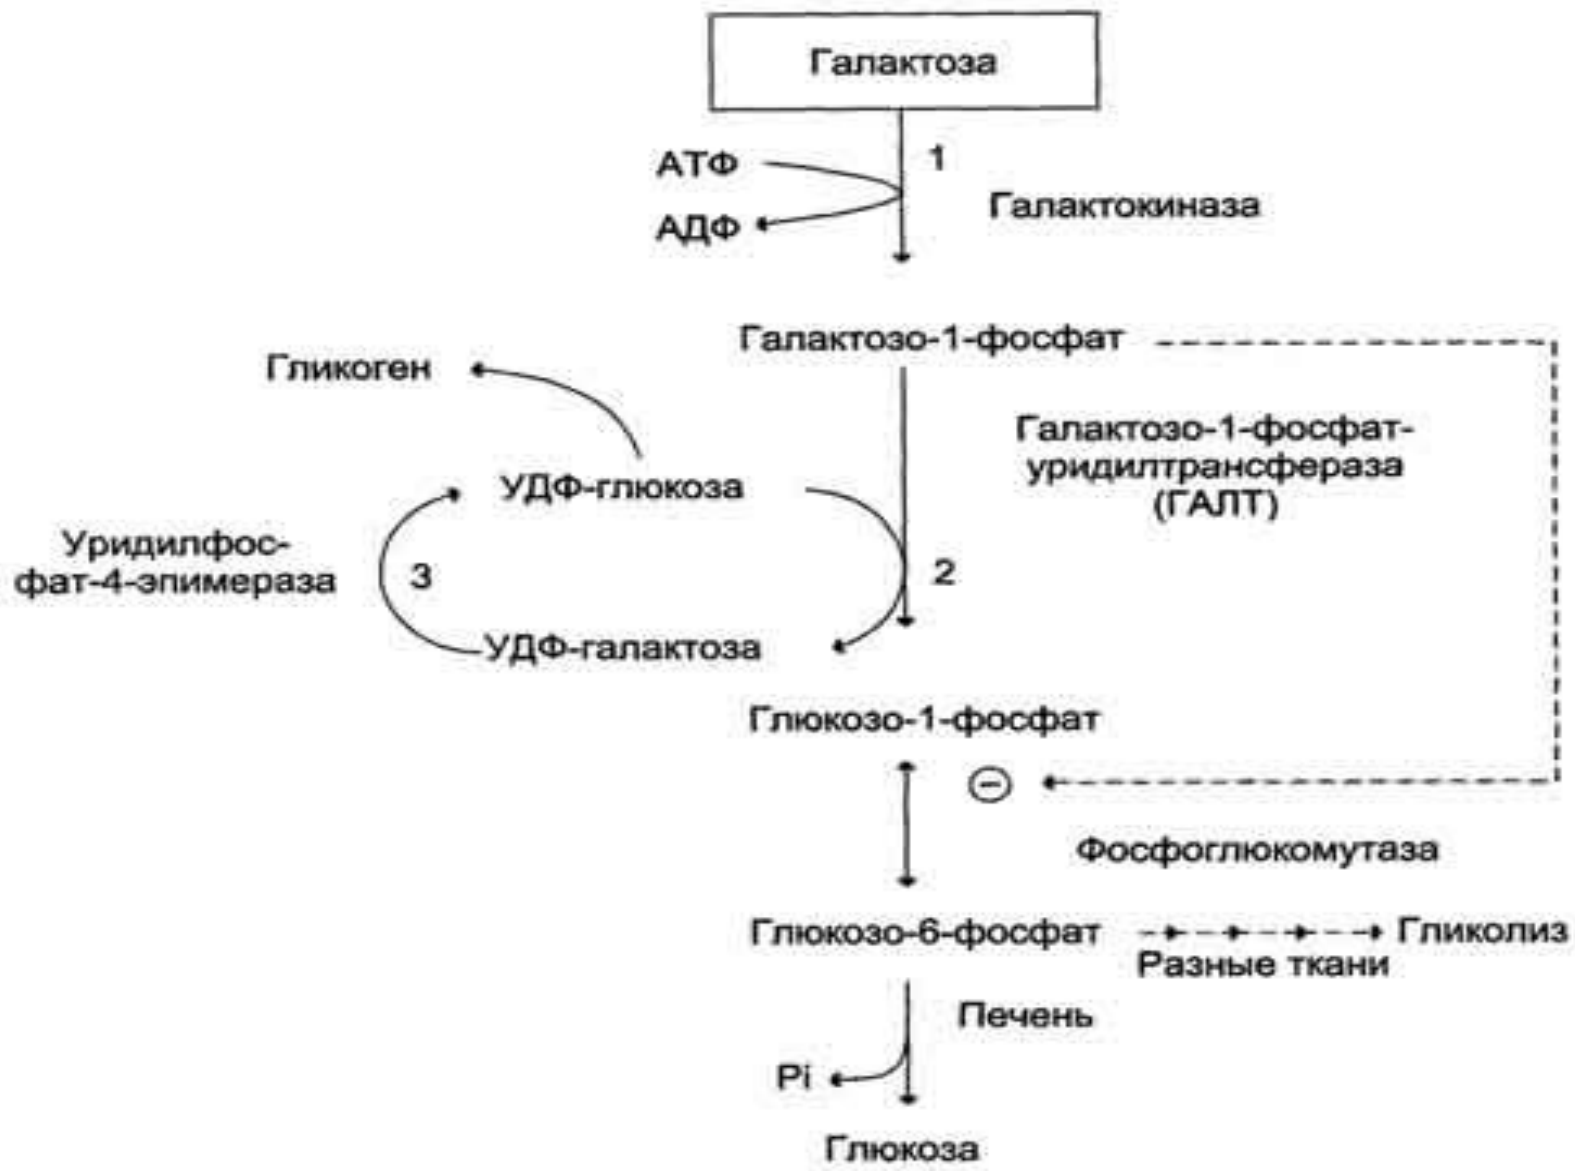 Галактоза
АТФ
1
АДФ
Галактокиназа
Галактозо-1-фосфат
Гликоген
Галактозо-1-фосфат-
уридилтрансфераза
(ГАЛТ)
УДФ-глюкоза
Уридилфос-
фат-4-эпимераза
3
2
УДФ-галактоза
Глюкозо-1-фосфат
−
Фосфоглюкомутаза
Глюкозо-6-фосфат
Гликолиз
Разные ткани
Печень
Pi
Глюкоза